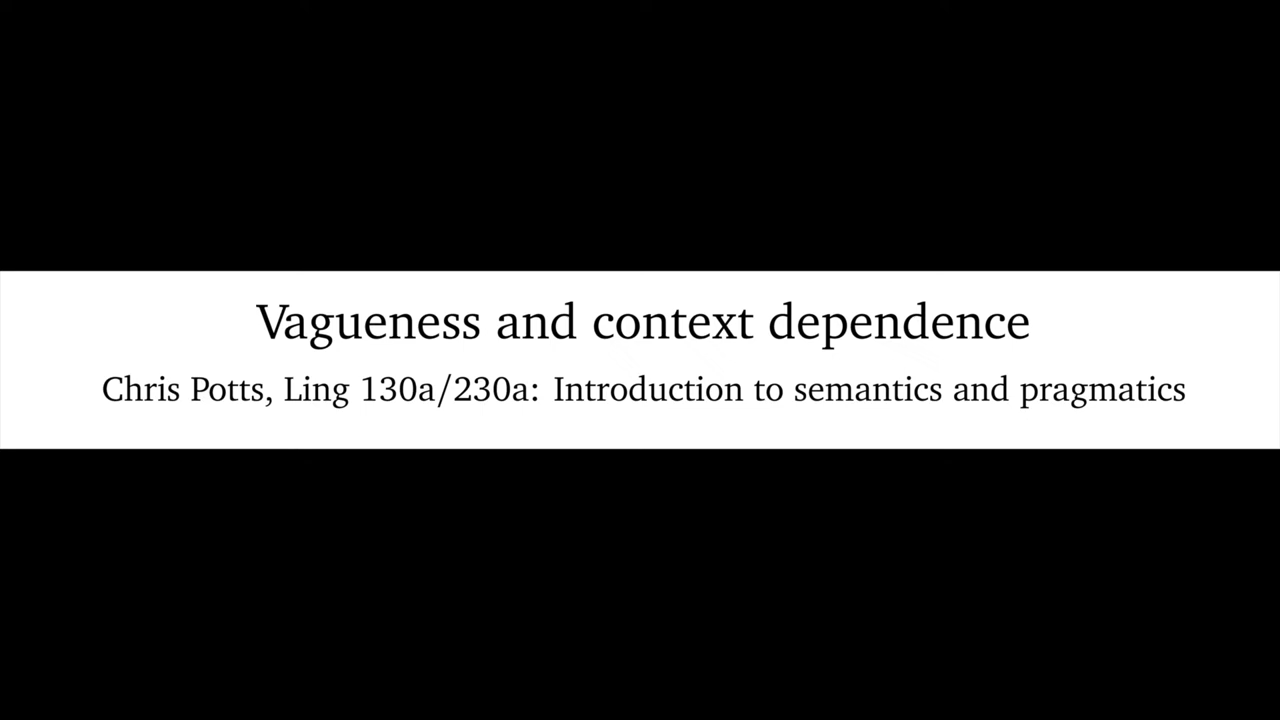 Vagueness and context dependence
Chris Potts, Ling 130a/230a: Introduction to semantics and pragmatics